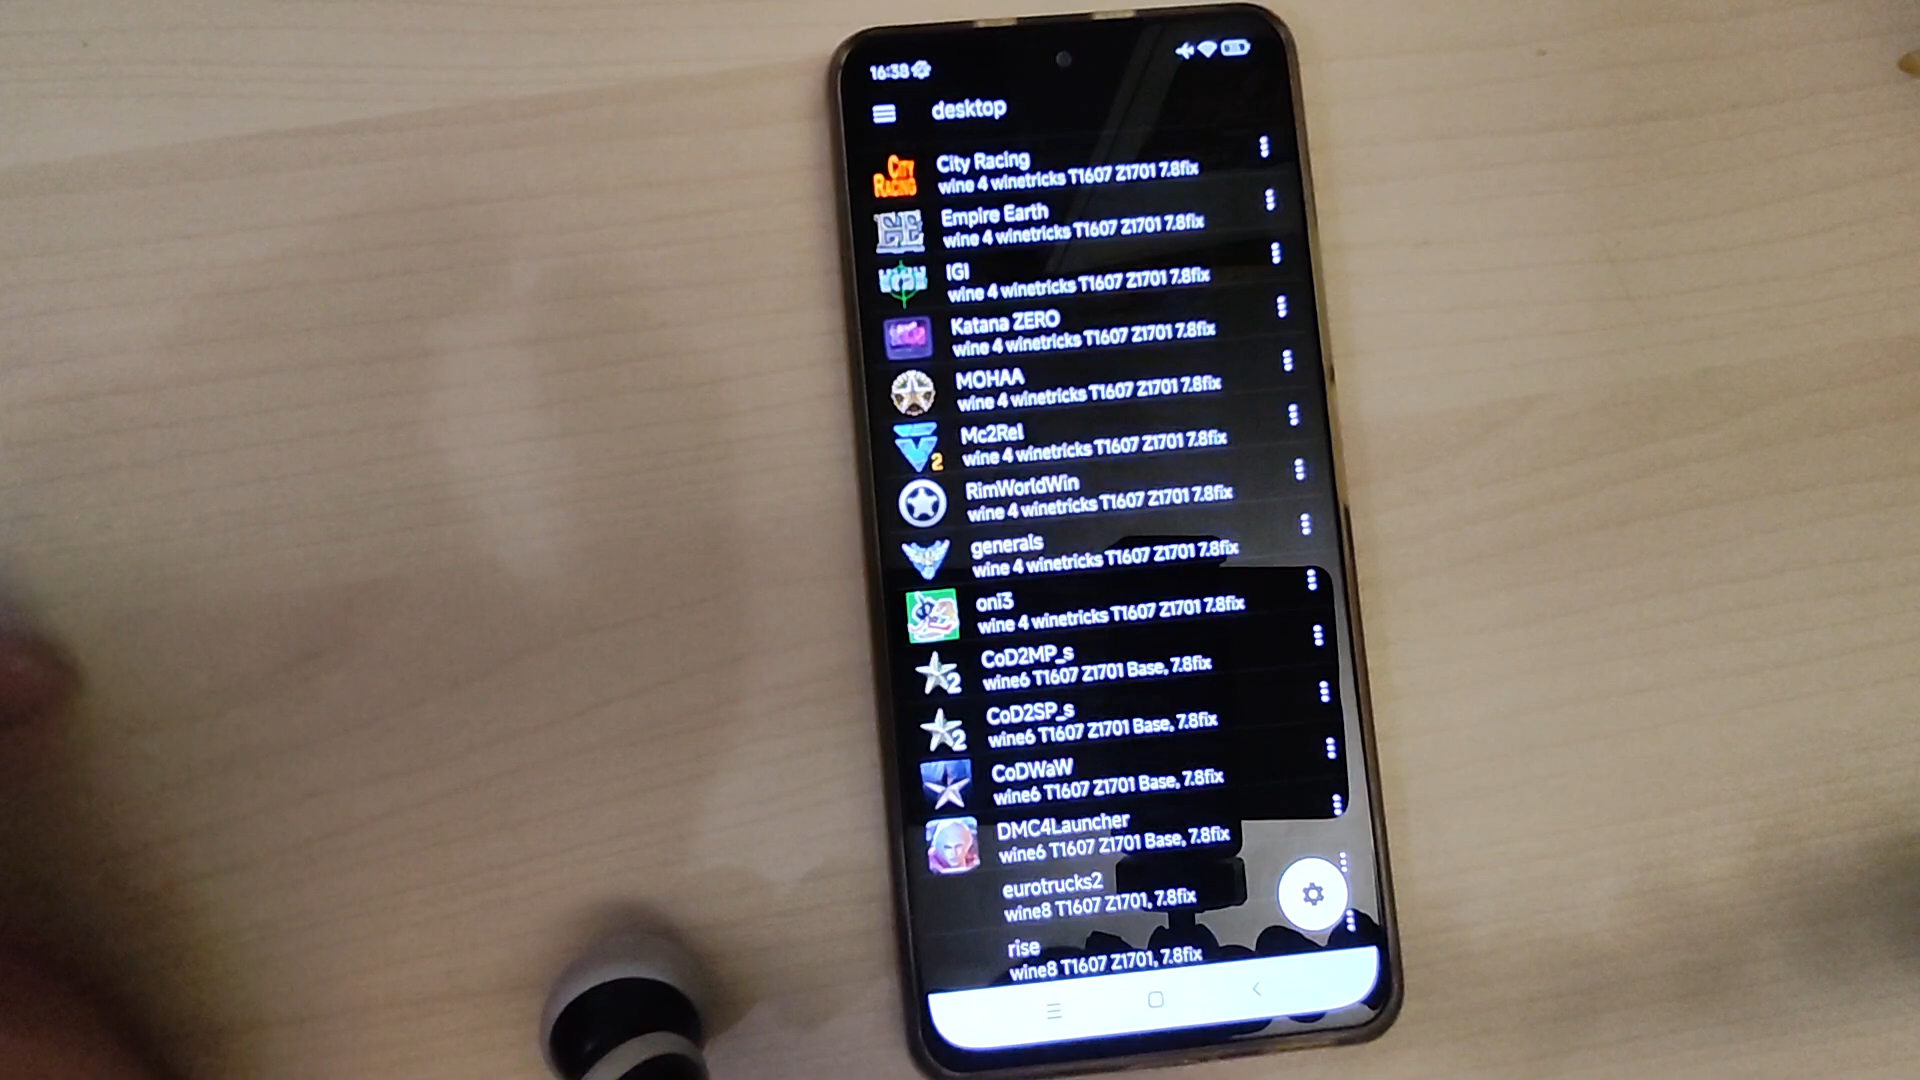 16:38
desktop
CITY RACING
City Racing
wine 4 winetricks T1607 Z1701 7.8fix
EE
Empire Earth
wine 4 winetricks T1607 Z1701 7.8fix
IGI
wine 4 winetricks T1607 Z1701 7.8fix
Katana ZERO
wine 4 winetricks T1607 Z1701 7.8fix
MOHAA
wine 4 winetricks T1607 Z1701 7.8fix
2
Mc2Rel
wine 4 winetricks T1607 Z1701 7.8fix
RimWorldWin
wine 4 winetricks T1607 Z1701 7.8fix
generals
wine 4 winetricks T1607 Z1701 7.8fix
oni3
wine 4 winetricks T1607 Z1701 7.8fix
2
CoD2MP_s
wine6 T1607 Z1701 Base, 7.8fix
2
CoD2SP_s
wine6 T1607 Z1701 Base, 7.8fix
CoDWaW
wine6 T1607 Z1701 Base, 7.8fix
DMC4Launcher
wine6 T1607 Z1701 Base, 7.8fix
eurotrucks2
wine8 T1607 Z1701, 7.8fix
rise
wine8 T1607 Z1701, 7.8fix